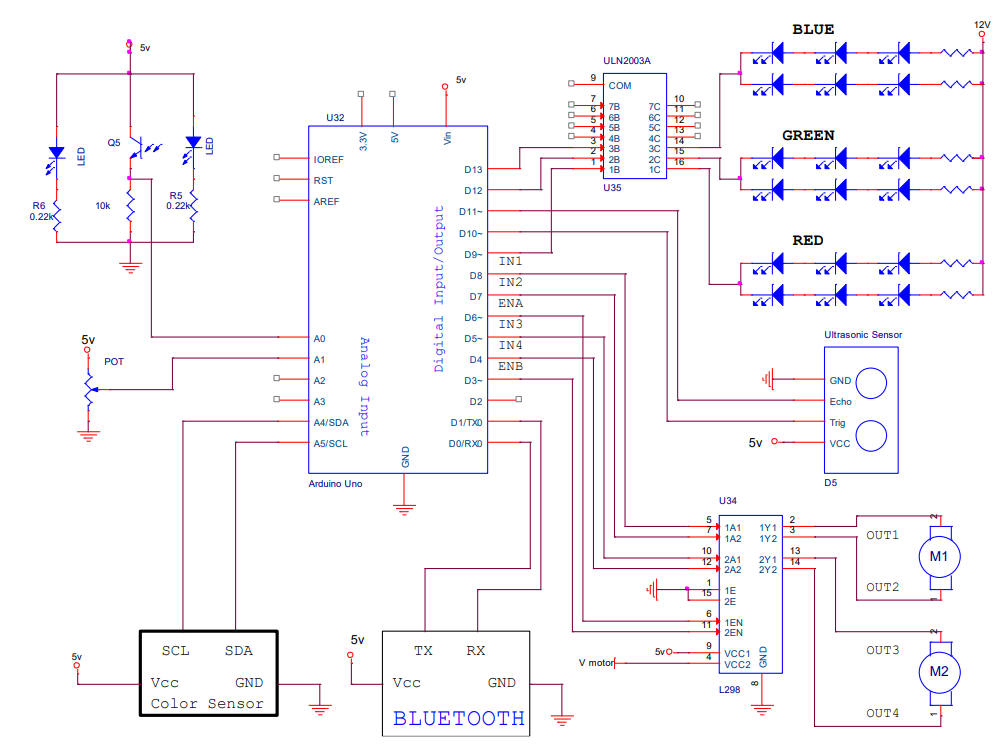 5v
LED
Q5
LED
R6
0.22k
10k
R5
0.22k
5v
POT
U32
3.3V
5V
Vin
5v
IOREF
RST
AREF
A0
A1
A2
A3
A4/SDA
A5/SCL
Analog Input
Digital Input/Output
D13
D12
D11~
D10~
D9~
D8
D7
D6~
D5~
D4
D3~
D2
D1/TX0
D0/RX0
GND
Arduino Uno
IN1
IN2
ENA
IN3
IN4
ENB
ULN2003A
9 COM
7 7B 7C 10
6 6B 6C 11
5 5B 5C 12
4 4B 4C 13
3 3B 3C 14
2 2B 2C 15
1 1B 1C 16
U35
BLUE
12V
GREEN
RED
Ultrasonic Sensor
GND
Echo
Trig
5v VCC
D5
U34
5 1A1 1Y1 2
7 1A2 1Y2 3
10 2A1 2Y1 13
12 2A2 2Y2 14
1 1E
15 2E
6 1EN
11 2EN
5v 9 VCC1
V motor 4 VCC2
GND
8
L298
2
OUT1
M1
OUT2
1
2
OUT3
M2
OUT4
1
5v
SCL SDA
Vcc GND
Color Sensor
5v
TX RX
Vcc GND
BLUETOOTH